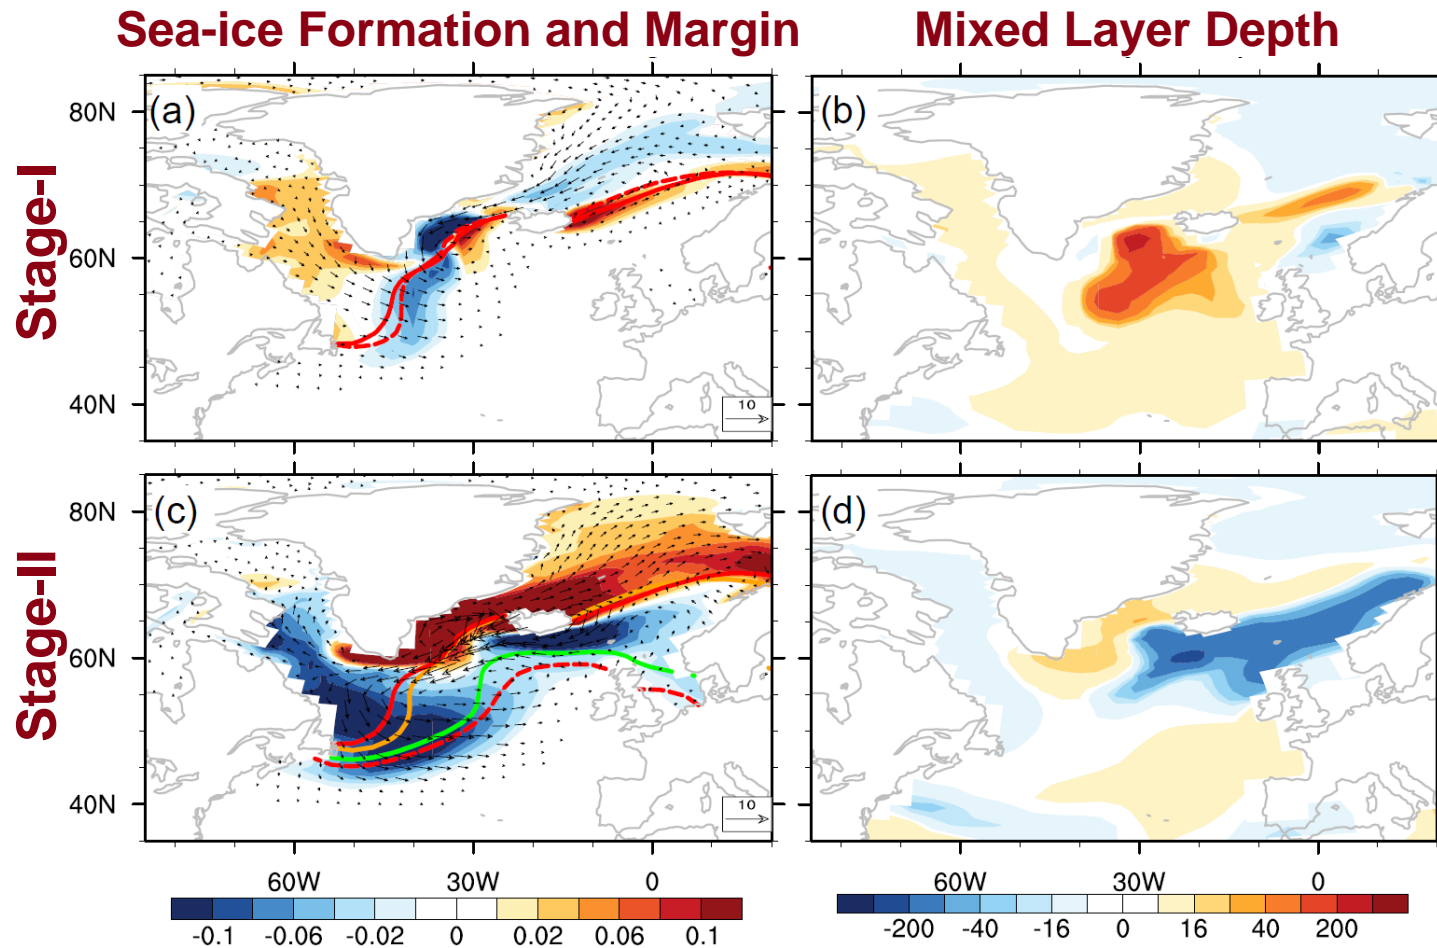 Sea-ice Formation and Margin
Mixed Layer Depth
Stage-I
(a)
(b)
80N
60N
40N
10
Stage-II
(c)
(d)
80N
60N
40N
10
60W 30W 0
60W 30W 0
-0.1 -0.06 -0.02 0 0.02 0.06 0.1
-200 -40 -16 0 16 40 200